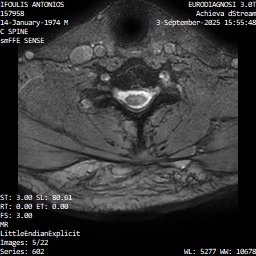 IFOULIS ANTONIOS
EURODIAGNOSI 3.0T
157958
Achieva dStream
14-January-1974 M
3-September-2025 15:55:48
C SPINE
smFFE SENSE
ST: 3.00 SL: 80.61
RT: 0.00 ET: 0.00
FS: 3.00
MR
LittleEndianExplicit
Images: 5/22
Series: 602
WL: 5277 WW: 10678